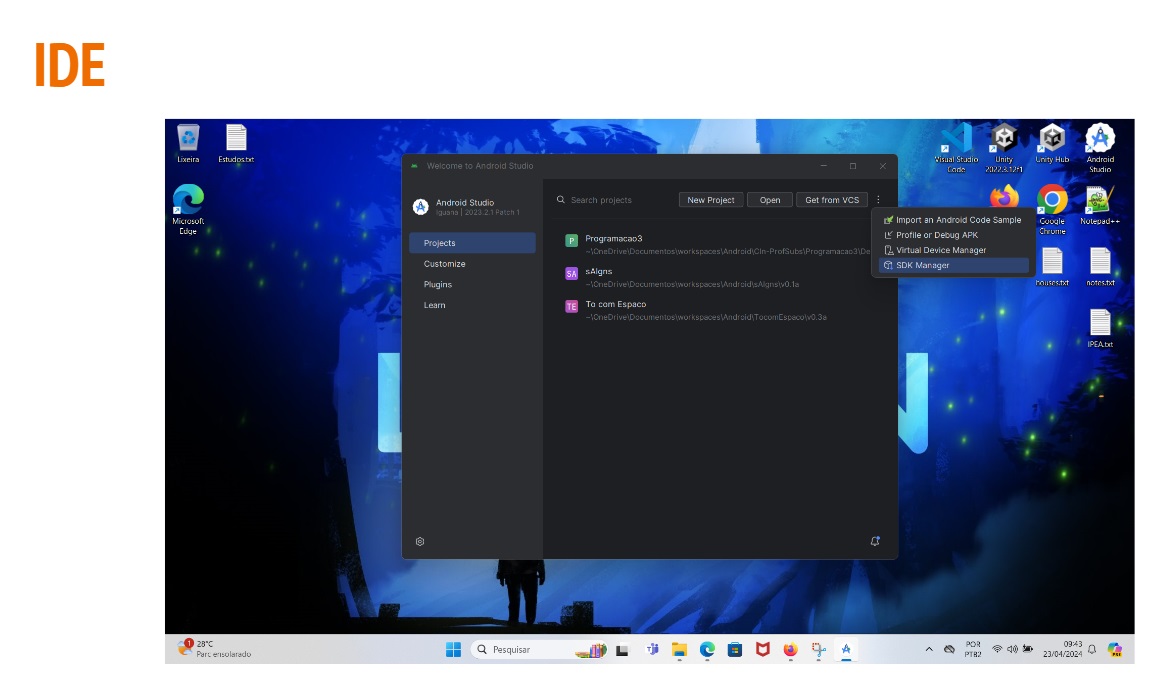 IDE
Lixeira
Estudos.txt
Microsoft
Edge
Visual Studio
Code
Unity
2022.3.12f1
Unity Hub
Android
Studio
Google
Chrome
Notepad++
houses.txt
notes.txt
IPEA.txt
Welcome to Android Studio
Android Studio
Iguana | 2023.2.1 Patch 1
Projects
Customize
Plugins
Learn
Search projects
New Project
Open
Get from VCS
Import an Android Code Sample
Profile or Debug APK
Virtual Device Manager
SDK Manager
P
Programacao3
~\OneDrive\Documentos\workspaces\Android\CIn-ProfSubs\Programacao3\De
SA
sAIgns
~\OneDrive\Documentos\workspaces\Android\sAIgns\v0.1a
TE
To com Espaco
~\OneDrive\Documentos\workspaces\Android\TocomEspaco\v0.3a
1
28°C
Parc ensolarado
Pesquisar
POR
PTB2
09:43
23/04/2024
PRE